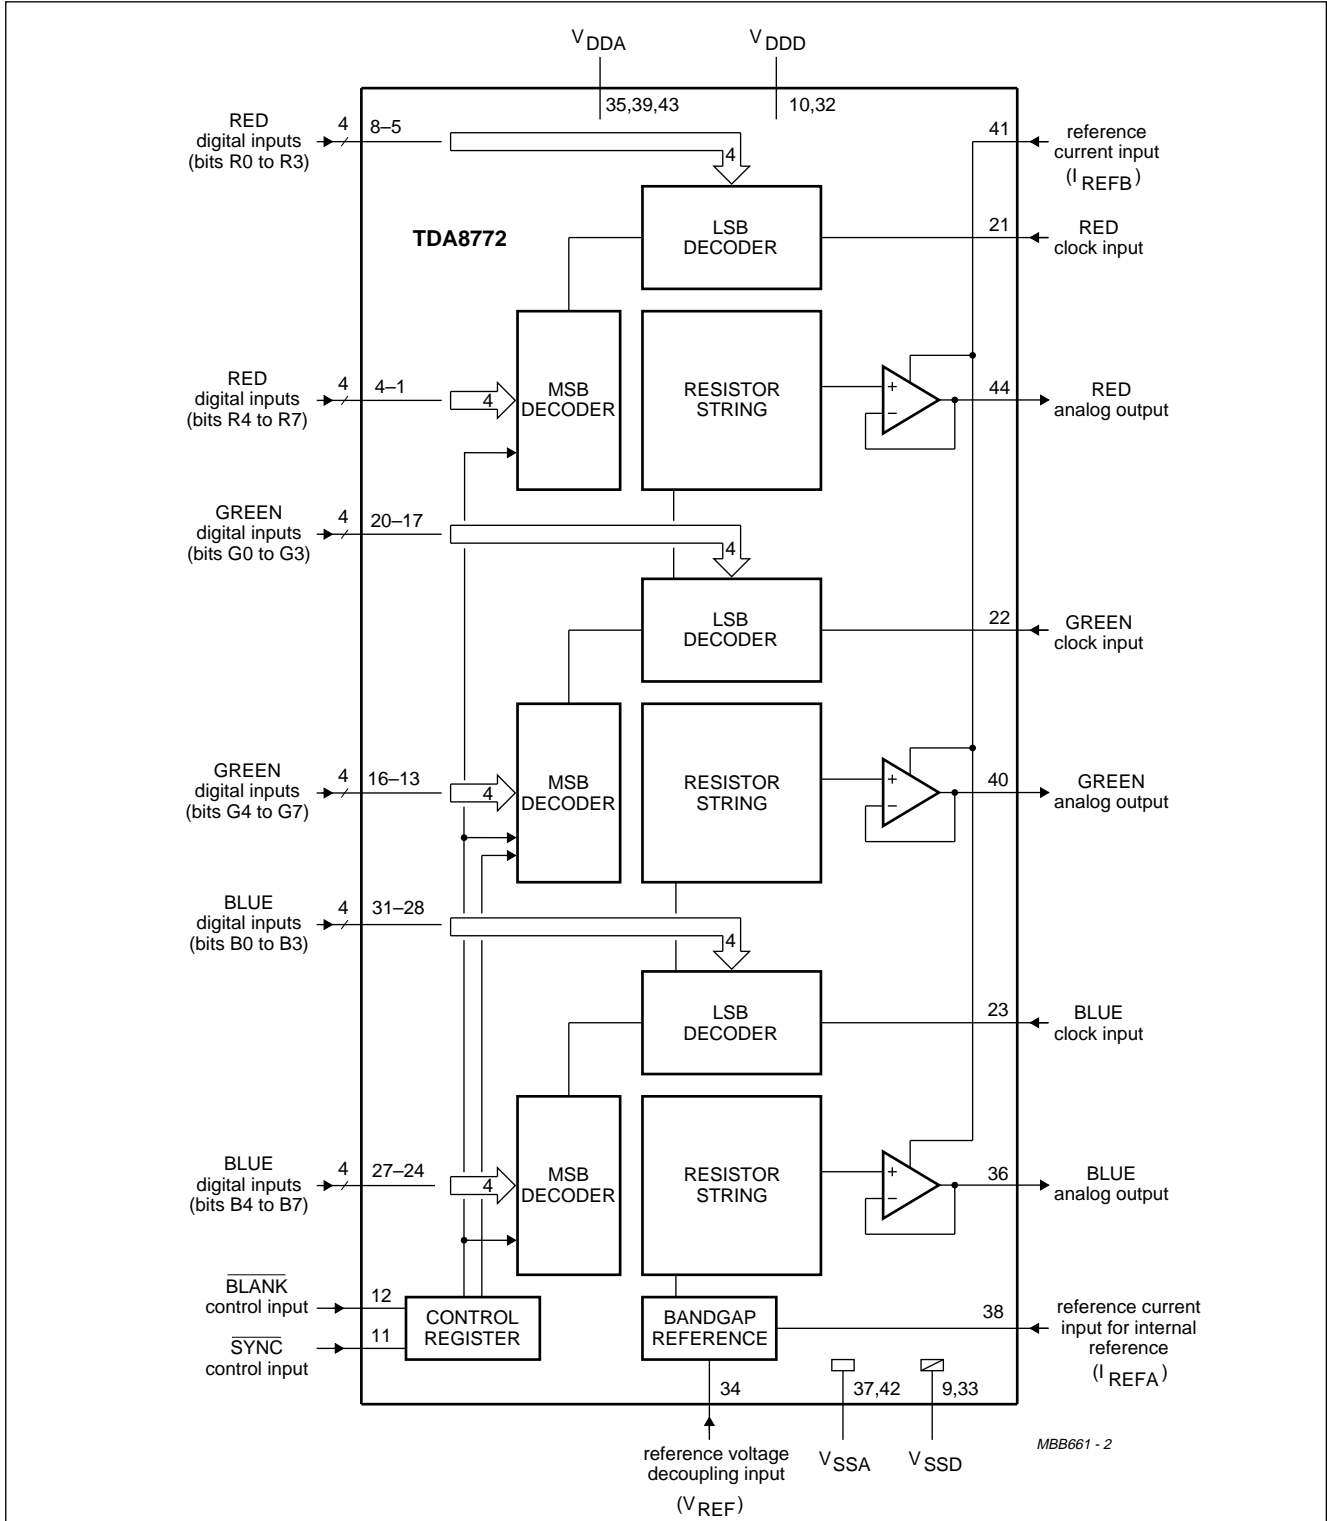 V DDA
V DDD
35,39,43
10,32
RED
digital inputs
(bits R0 to R3)
4
8–5
4
41
reference
current input
(I REFB)
TDA8772
LSB
DECODER
21
RED
clock input
RED
digital inputs
(bits R4 to R7)
4
4–1
4
MSB
DECODER
RESISTOR
STRING
+
−
44
RED
analog output
GREEN
digital inputs
(bits G0 to G3)
4
20–17
4
LSB
DECODER
22
GREEN
clock input
GREEN
digital inputs
(bits G4 to G7)
4
16–13
4
MSB
DECODER
RESISTOR
STRING
+
−
40
GREEN
analog output
BLUE
digital inputs
(bits B0 to B3)
4
31–28
4
LSB
DECODER
23
BLUE
clock input
BLUE
digital inputs
(bits B4 to B7)
4
27–24
4
MSB
DECODER
RESISTOR
STRING
+
−
36
BLUE
analog output
BLANK
control input
12
SYNC
control input
11
CONTROL
REGISTER
BANDGAP
REFERENCE
38
reference current
input for internal
reference
(I REFA)
34
37,42
9,33
reference voltage
decoupling input
(V REF)
V SSA
V SSD
MBB661 - 2